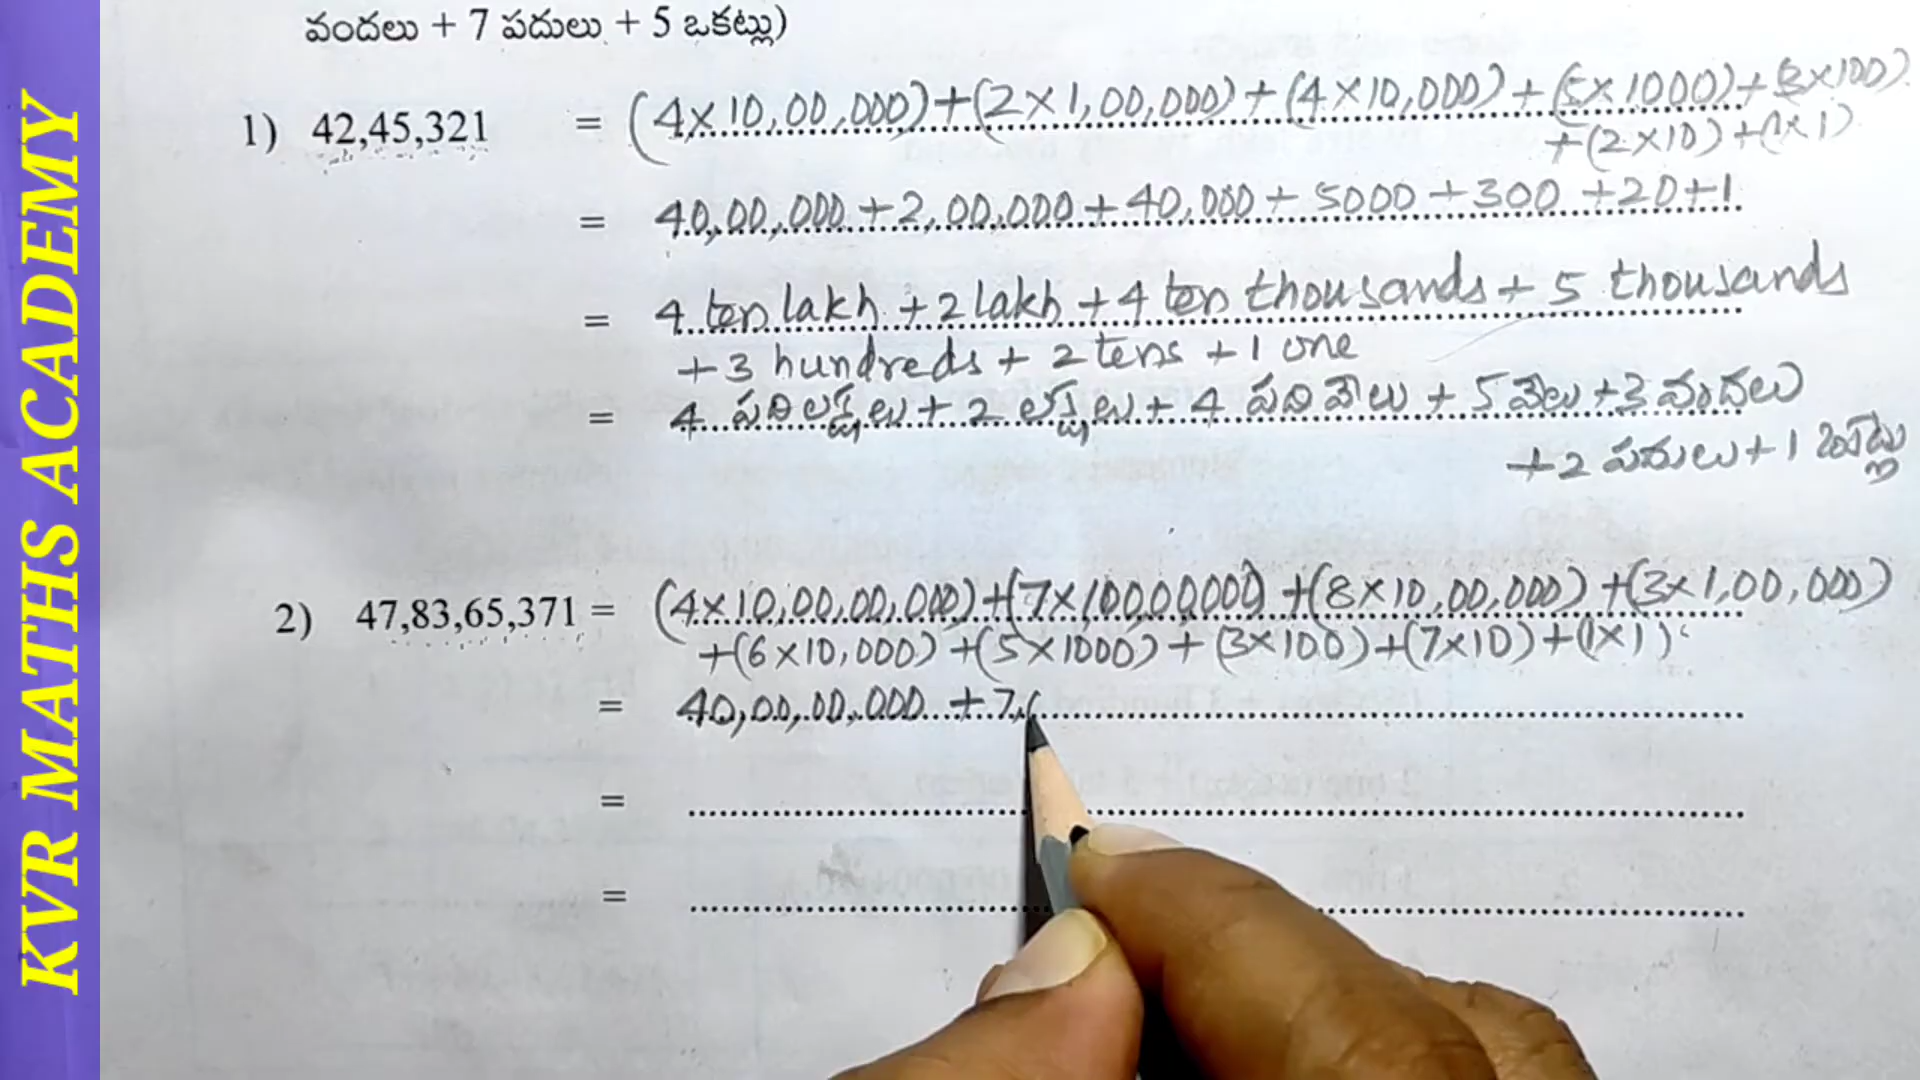 KVR MATHS ACADEMY
వందలు + 7 పదులు + 5 ఒకట్లు)
1) 42,45,321 = (4×10,00,000)+(2×1,00,000)+(4×10,000)+(5×1000)+(3×100)
+(2×10)+(1×1)
= 40,00,000+2,00,000+40,000+5000+300+20+1
= 4 ten lakh + 2 lakh + 4 ten thousands + 5 thousands
+3 hundreds + 2 tens +1 one
= 4 పది లక్షలు + 2 లక్షలు + 4 పది వేలు + 5 వేలు +3 వందలు
+2 పదులు+1
2) 47,83,65,371 = (4×10,00,00,000)+(7×1,00,00,000)+(8×10,00,000)+(3×1,00,000)
+(6×10,000)+(5×1000)+(3×100)+(7×10)+(1×1)
= 40,00,00,000 +7,
=
=